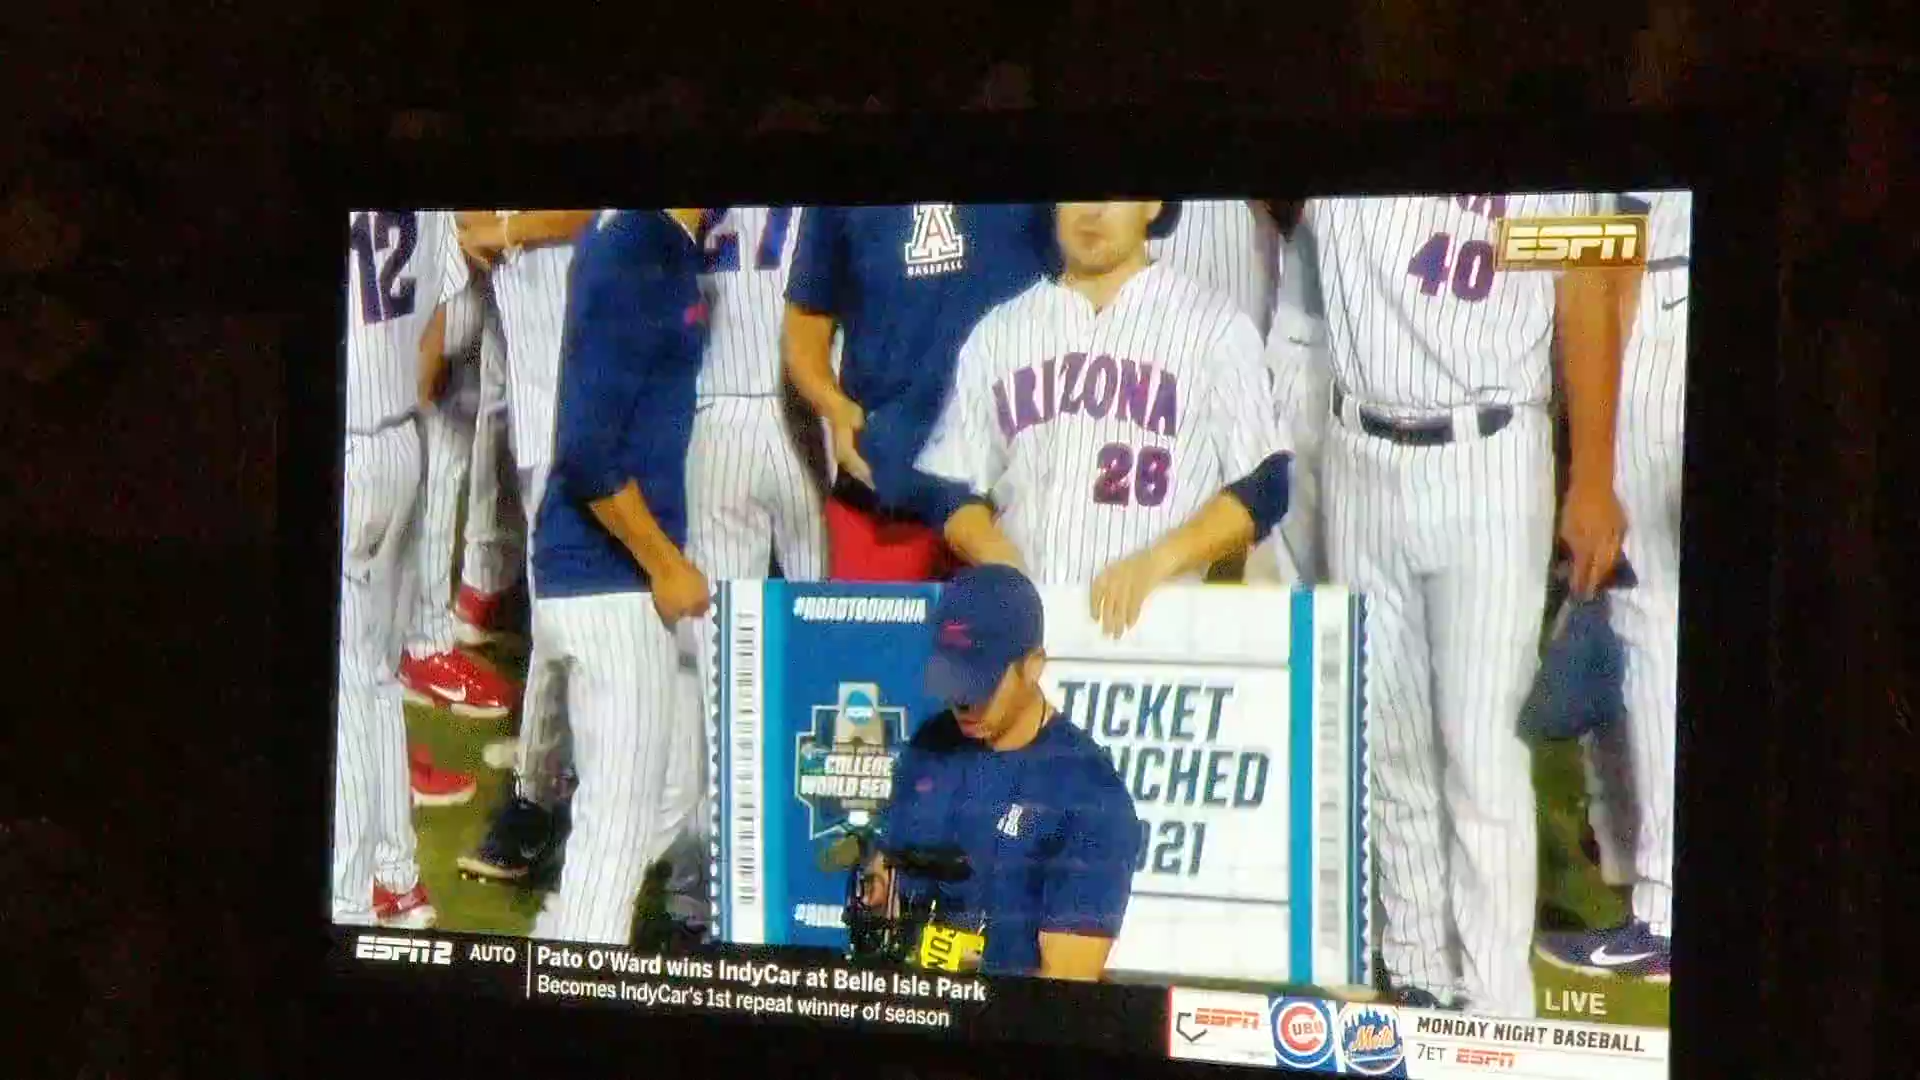 12
27
A
BASEBALL
ESPN
40
ARIZONA
28
#ROADTOOMAHA
TICKET
NCHED
021
COLLEGE
WORLD SER
ESPN2 AUTO Pato O'Ward wins IndyCar at Belle Isle Park
Becomes IndyCar's 1st repeat winner of season
LIVE
ESPN CUBS Mets MONDAY NIGHT BASEBALL
7ET ESPN